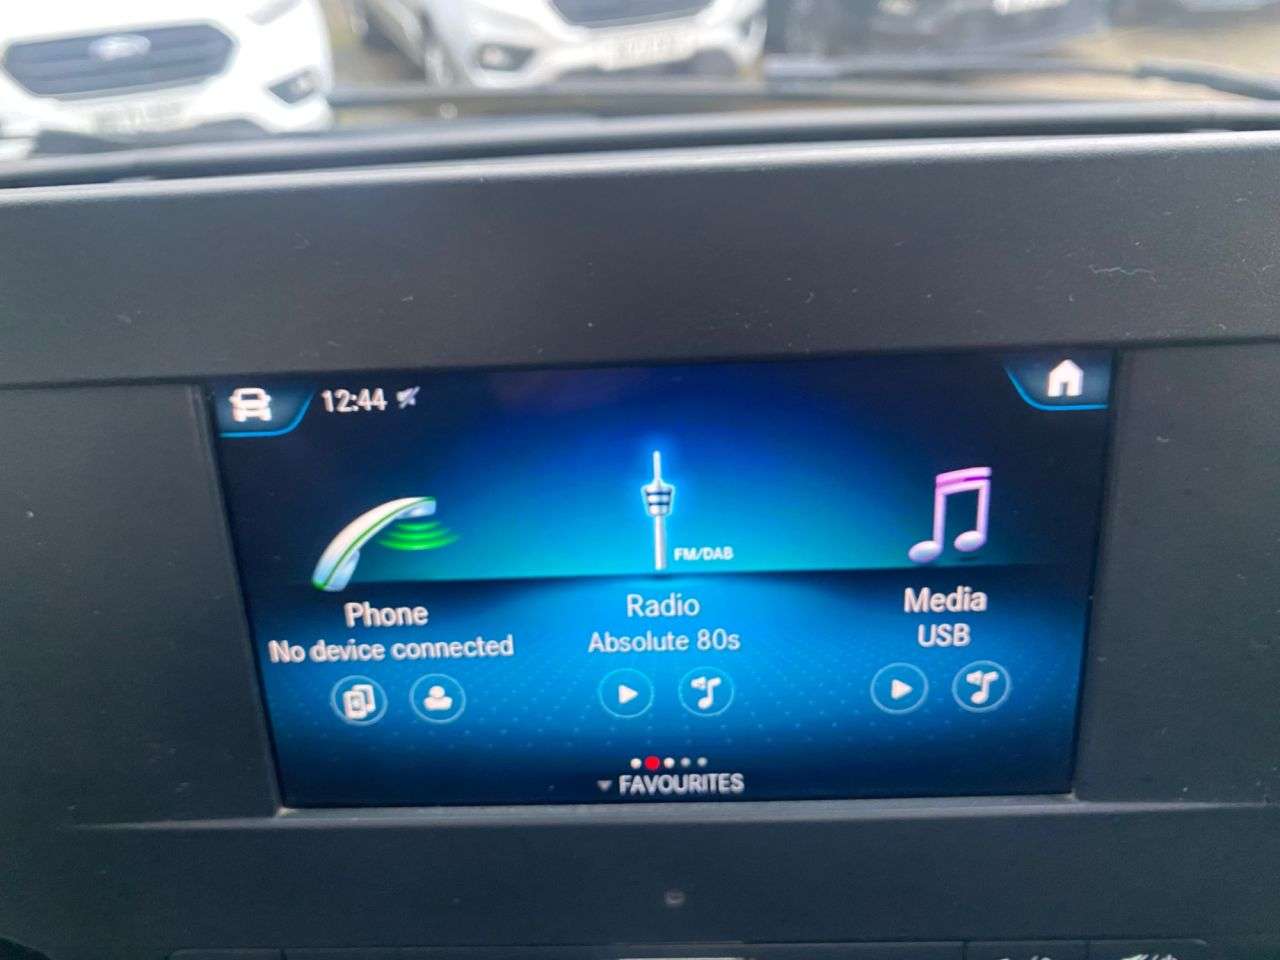 12:44
FM/DAB
Phone
No device connected
Radio
Absolute 80s
Media
USB
FAVOURITES